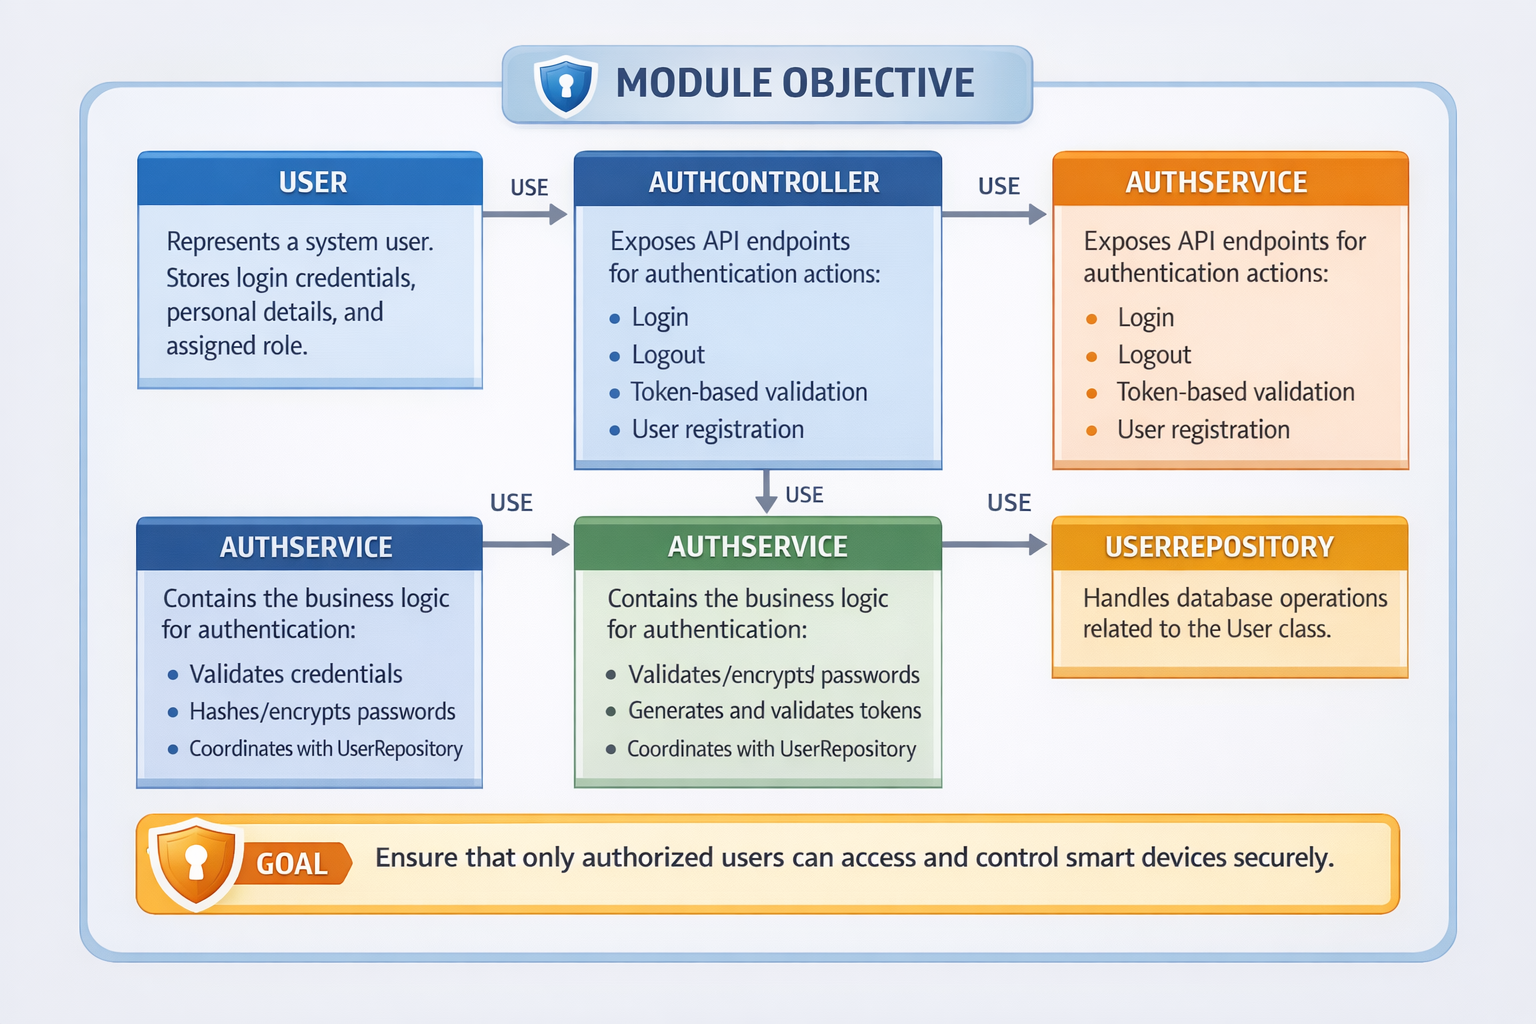 MODULE OBJECTIVE
USER
Represents a system user.
Stores login credentials,
personal details, and
assigned role.
USE
AUTHCONTROLLER
Exposes API endpoints
for authentication actions:
• Login
• Logout
• Token-based validation
• User registration
USE
AUTHSERVICE
Exposes API endpoints for
authentication actions:
• Login
• Logout
• Token-based validation
• User registration
USE
AUTHSERVICE
Contains the business logic
for authentication:
• Validates credentials
• Hashes/encrypts passwords
• Coordinates with UserRepository
USE
AUTHSERVICE
Contains the business logic
for authentication:
• Validates/encrypts' passwords
• Generates and validates tokens
• Coordinates with UserRepository
USE
USERREPOSITORY
Handles database operations
related to the User class.
GOAL
Ensure that only authorized users can access and control smart devices securely.